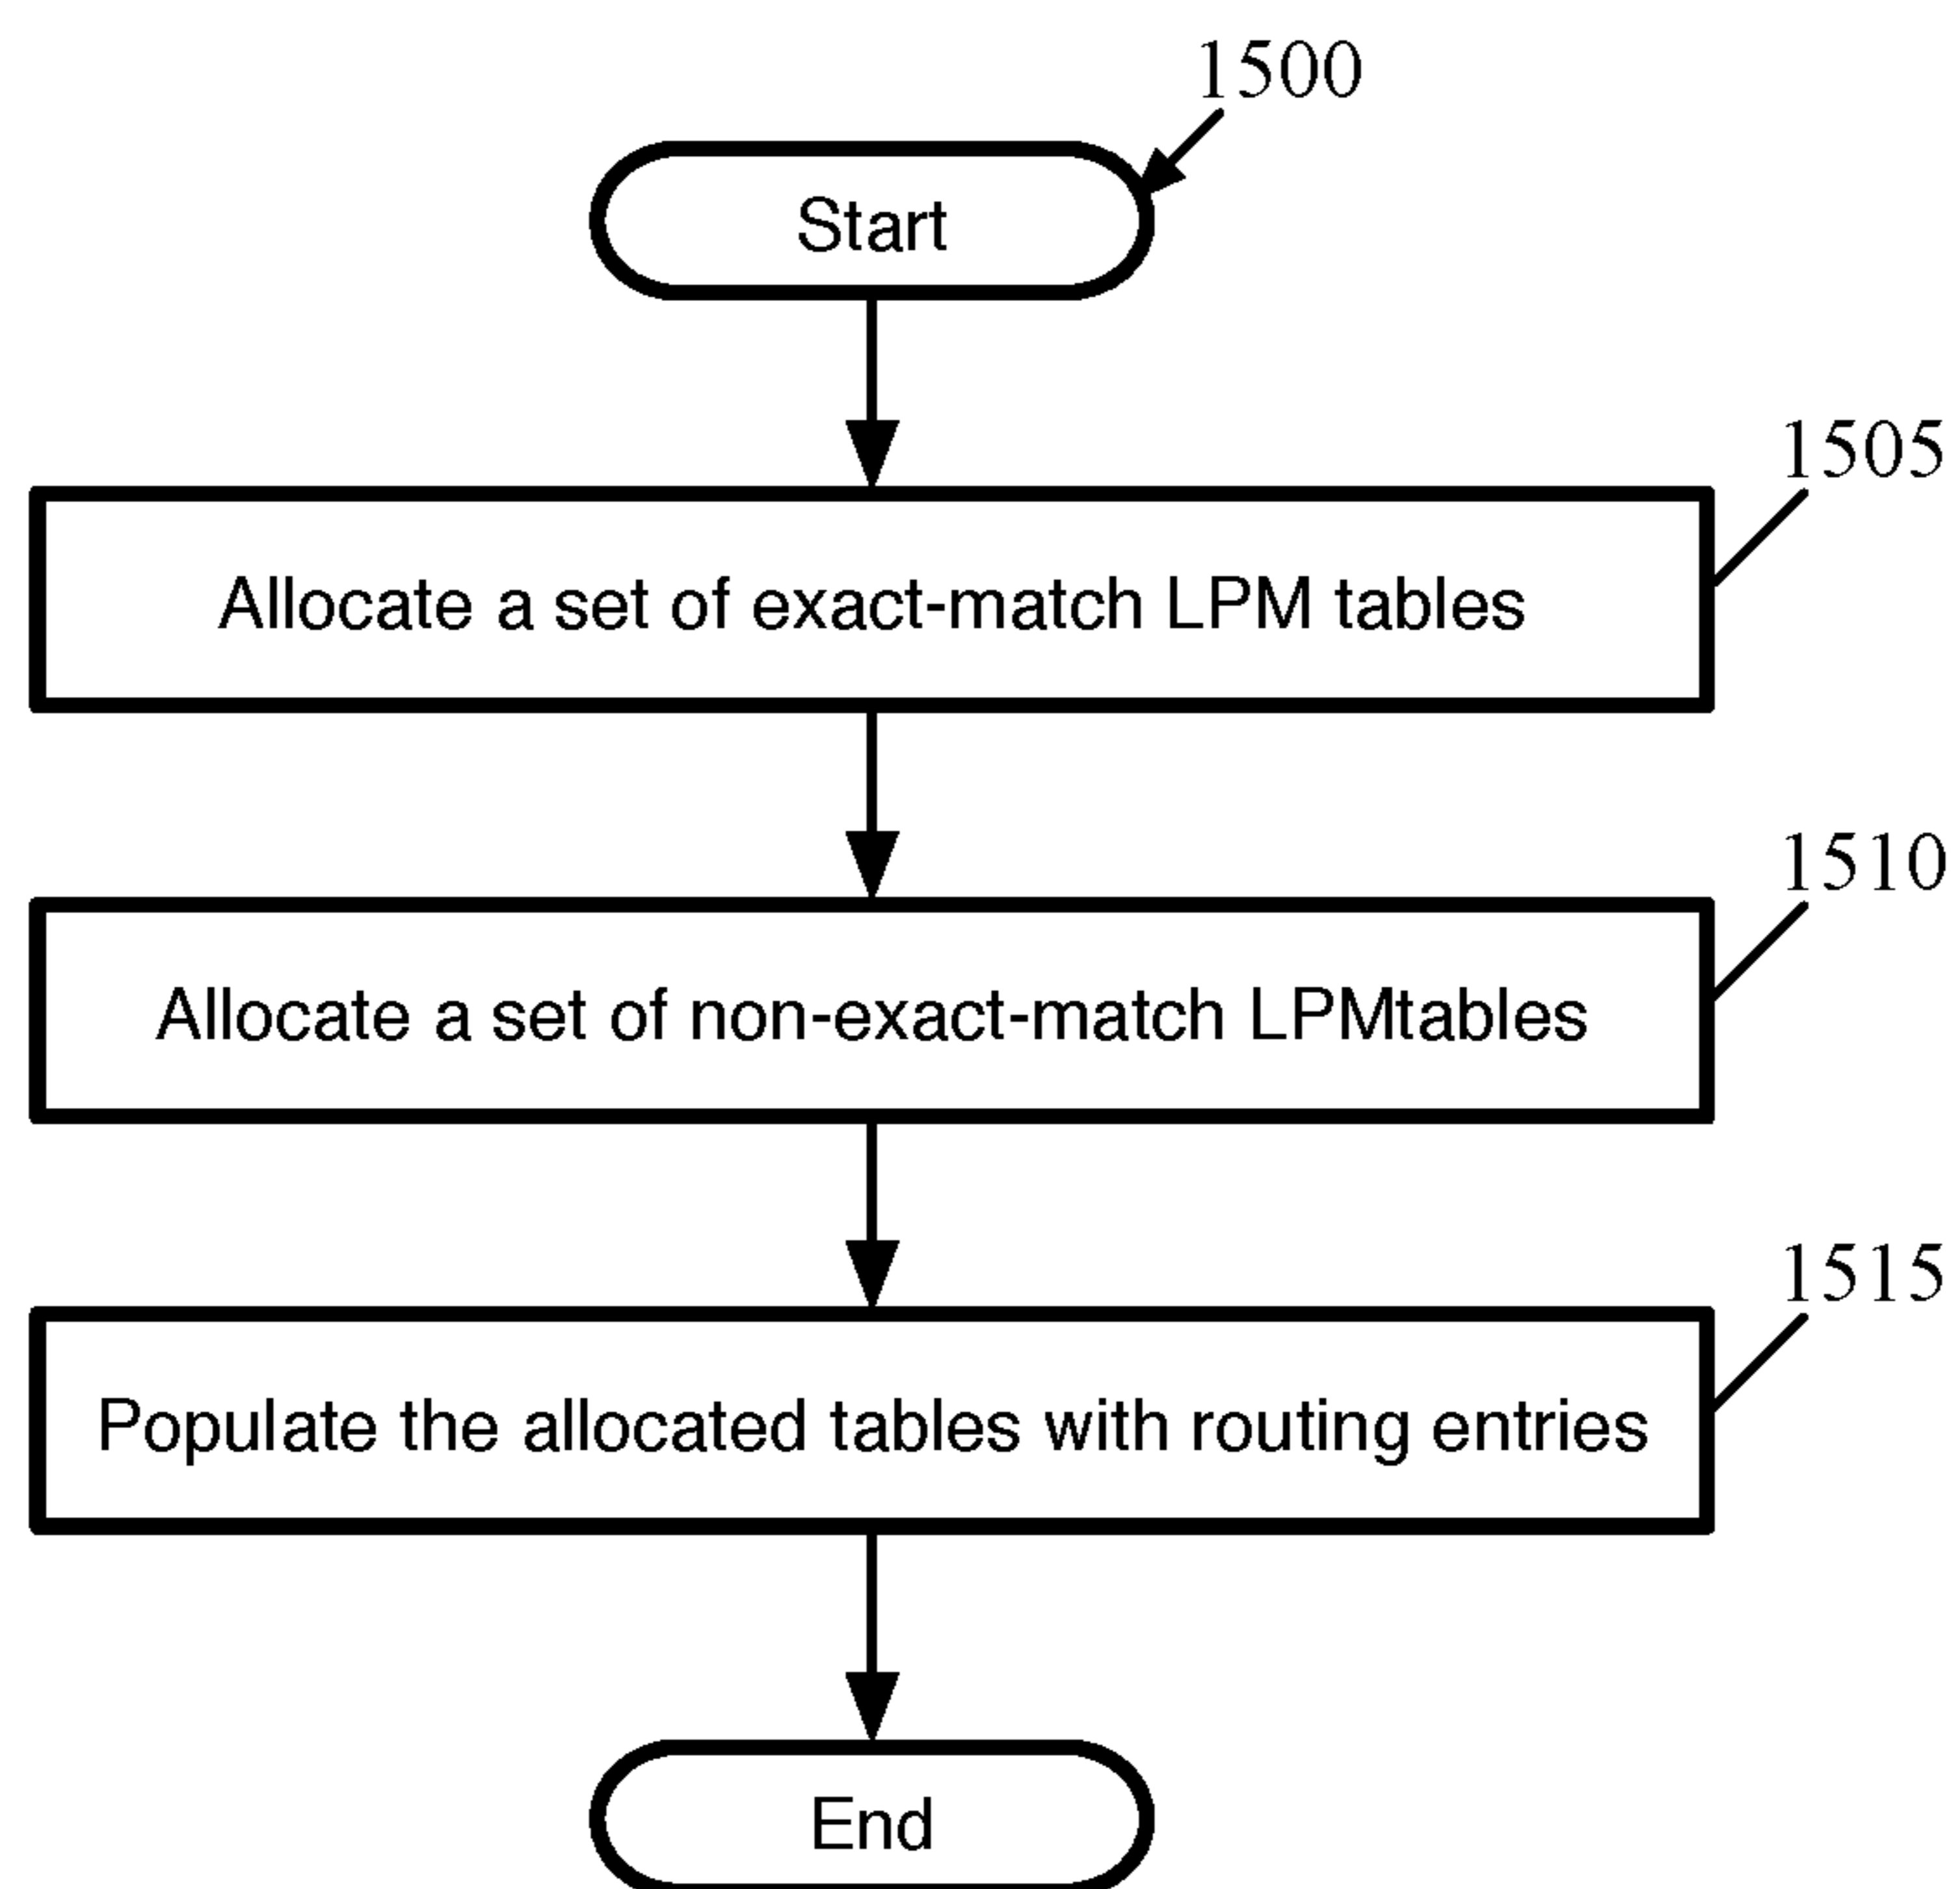 1500
Start
1505
Allocate a set of exact-match LPM tables
1510
Allocate a set of non-exact-match LPMtables
1515
Populate the allocated tables with routing entries
End